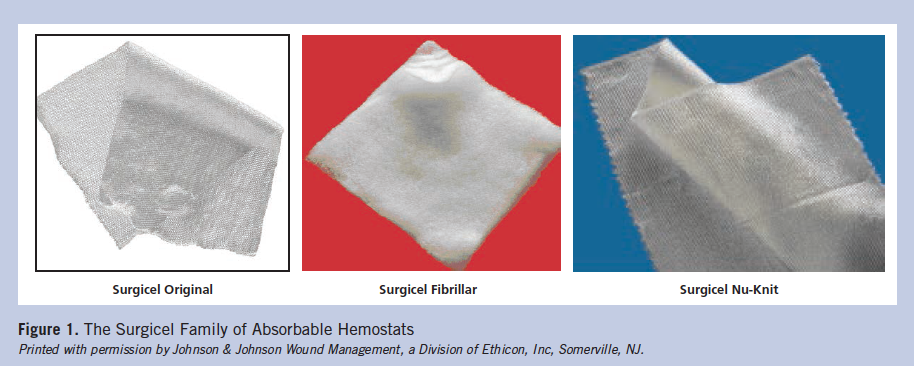 Surgicel Original
Surgicel Fibrillar
Surgicel Nu-Knit
Figure 1. The Surgicel Family of Absorbable Hemostats
Printed with permission by Johnson & Johnson Wound Management, a Division of Ethicon, Inc, Somerville, NJ.